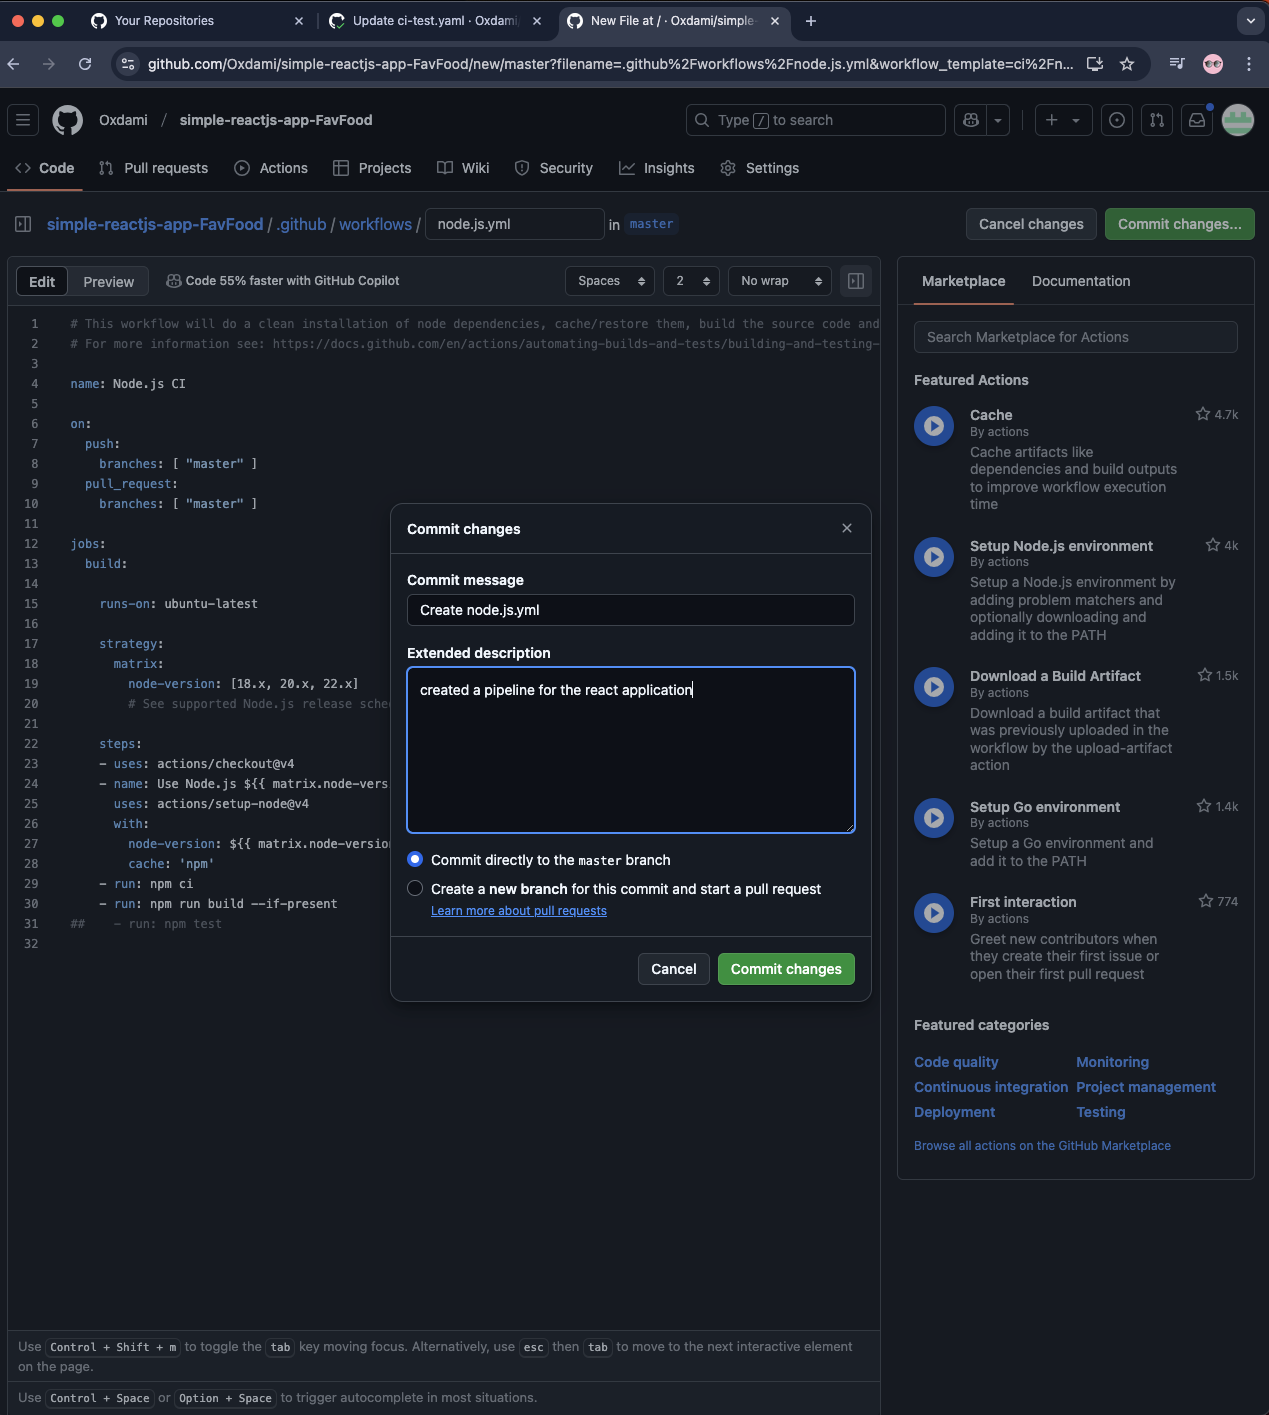 Your Repositories
Update ci-test.yaml · Oxdami/
New File at / · Oxdami/simple-
github.com/Oxdami/simple-reactjs-app-FavFood/new/master?filename=.github%2Fworkflows%2Fnode.js.yml&workflow_template=ci%2Fn...
Oxdami / simple-reactjs-app-FavFood
Type / to search
Code
Pull requests
Actions
Projects
Wiki
Security
Insights
Settings
simple-reactjs-app-FavFood / .github / workflows / node.js.yml in master
Cancel changes
Commit changes...
Edit
Preview
Code 55% faster with GitHub Copilot
Spaces
2
No wrap
1 # This workflow will do a clean installation of node dependencies, cache/restore them, build the source code and
2 # For more information see: https://docs.github.com/en/actions/automating-builds-and-tests/building-and-testing-
3
4 name: Node.js CI
5
6 on:
7 push:
8 branches: [ "master" ]
9 pull_request:
10 branches: [ "master" ]
11
12 jobs:
13 build:
14
15 runs-on: ubuntu-latest
16
17 strategy:
18 matrix:
19 node-version: [18.x, 20.x, 22.x]
20 # See supported Node.js release sche
21
22 steps:
23 - uses: actions/checkout@v4
24 - name: Use Node.js ${{ matrix.node-vers
25 uses: actions/setup-node@v4
26 with:
27 node-version: ${{ matrix.node-version
28 cache: 'npm'
29 - run: npm ci
30 - run: npm run build --if-present
31 ## - run: npm test
32
Commit changes
Commit message
Create node.js.yml
Extended description
created a pipeline for the react application
Commit directly to the master branch
Create a new branch for this commit and start a pull request
Learn more about pull requests
Cancel
Commit changes
Marketplace
Documentation
Search Marketplace for Actions
Featured Actions
Cache
4.7k
By actions
Cache artifacts like
dependencies and build outputs
to improve workflow execution
time
Setup Node.js environment
4k
By actions
Setup a Node.js environment by
adding problem matchers and
optionally downloading and
adding it to the PATH
Download a Build Artifact
1.5k
By actions
Download a build artifact that
was previously uploaded in the
workflow by the upload-artifact
action
Setup Go environment
1.4k
By actions
Setup a Go environment and
add it to the PATH
First interaction
774
By actions
Greet new contributors when
they create their first issue or
open their first pull request
Featured categories
Code quality
Monitoring
Continuous integration
Project management
Deployment
Testing
Browse all actions on the GitHub Marketplace
Use Control + Shift + m to toggle the tab key moving focus. Alternatively, use esc then tab to move to the next interactive element
on the page.
Use Control + Space or Option + Space to trigger autocomplete in most situations.